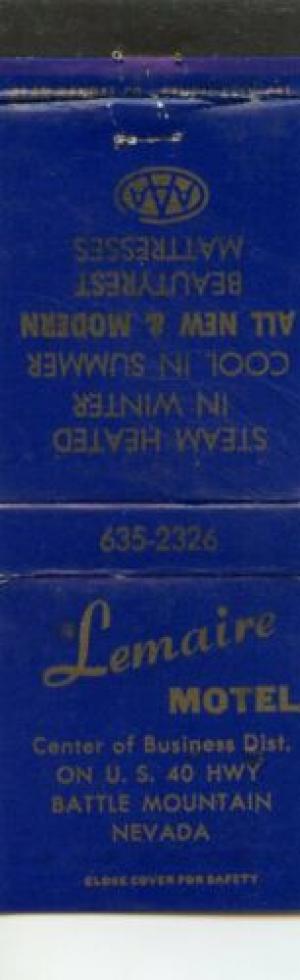 STEAM HEATED
IN WINTER
COOL IN SUMMER
ALL NEW & MODERN
BEAUTYREST
MATTRESSES
AAA
635-2326
Lemaire
MOTEL
Center of Business Dist.
ON U. S. 40 HWY
BATTLE MOUNTAIN
NEVADA
CLOSE COVER FOR SAFETY